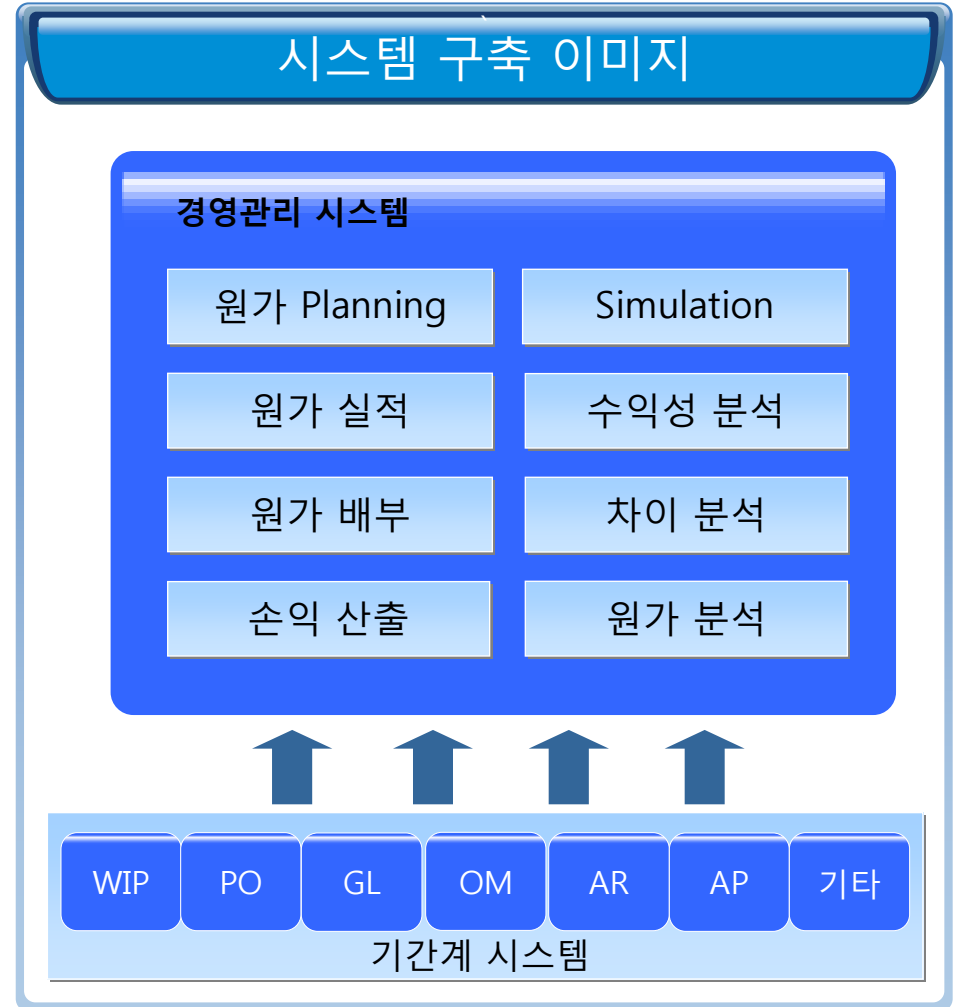 시스템 구축 이미지
경영관리 시스템
원가 Planning
Simulation
원가 실적
수익성 분석
원가 배부
차이 분석
손익 산출
원가 분석
WIP PO GL OM AR AP 기타
기간계 시스템